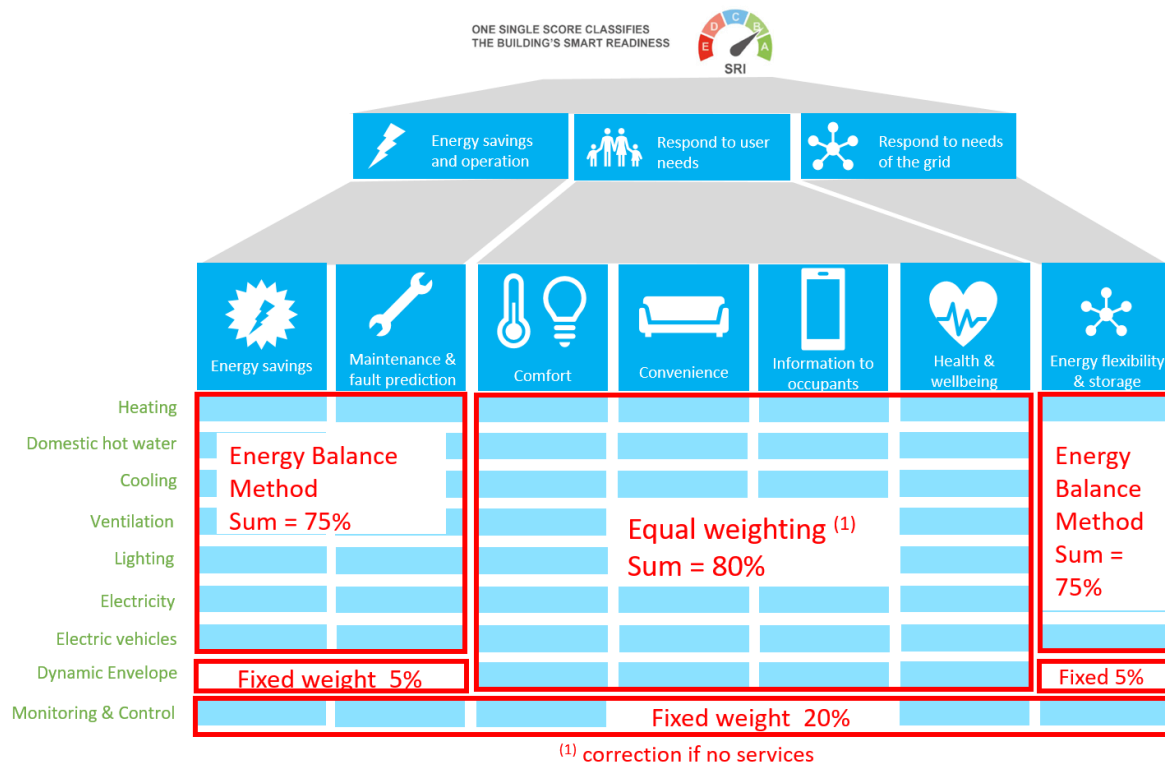 ONE SINGLE SCORE CLASSIFIES
THE BUILDING'S SMART READINESS
E D C B A
SRI
Energy savings
and operation
Respond to user
needs
Respond to needs
of the grid
Energy savings
Maintenance &
fault prediction
Comfort
Convenience
Information to
occupants
Health &
wellbeing
Energy flexibility
& storage
Heating
Domestic hot water
Cooling
Ventilation
Lighting
Electricity
Electric vehicles
Dynamic Envelope
Monitoring & Control
Energy Balance
Method
Sum = 75%
Equal weighting (1)
Sum = 80%
Energy
Balance
Method
Sum =
75%
Fixed weight 5%
Fixed 5%
Fixed weight 20%
(1) correction if no services